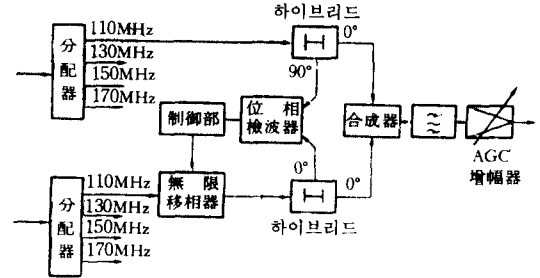 하이브리드
110MHz
0°
130MHz
150MHz
170MHz
分配器
90°
制御部
位相
檢波器
合成器
AGC
增幅器
無限
移相器
0°
0°
110MHz
130MHz
150MHz
170MHz
分配器
하이브리드